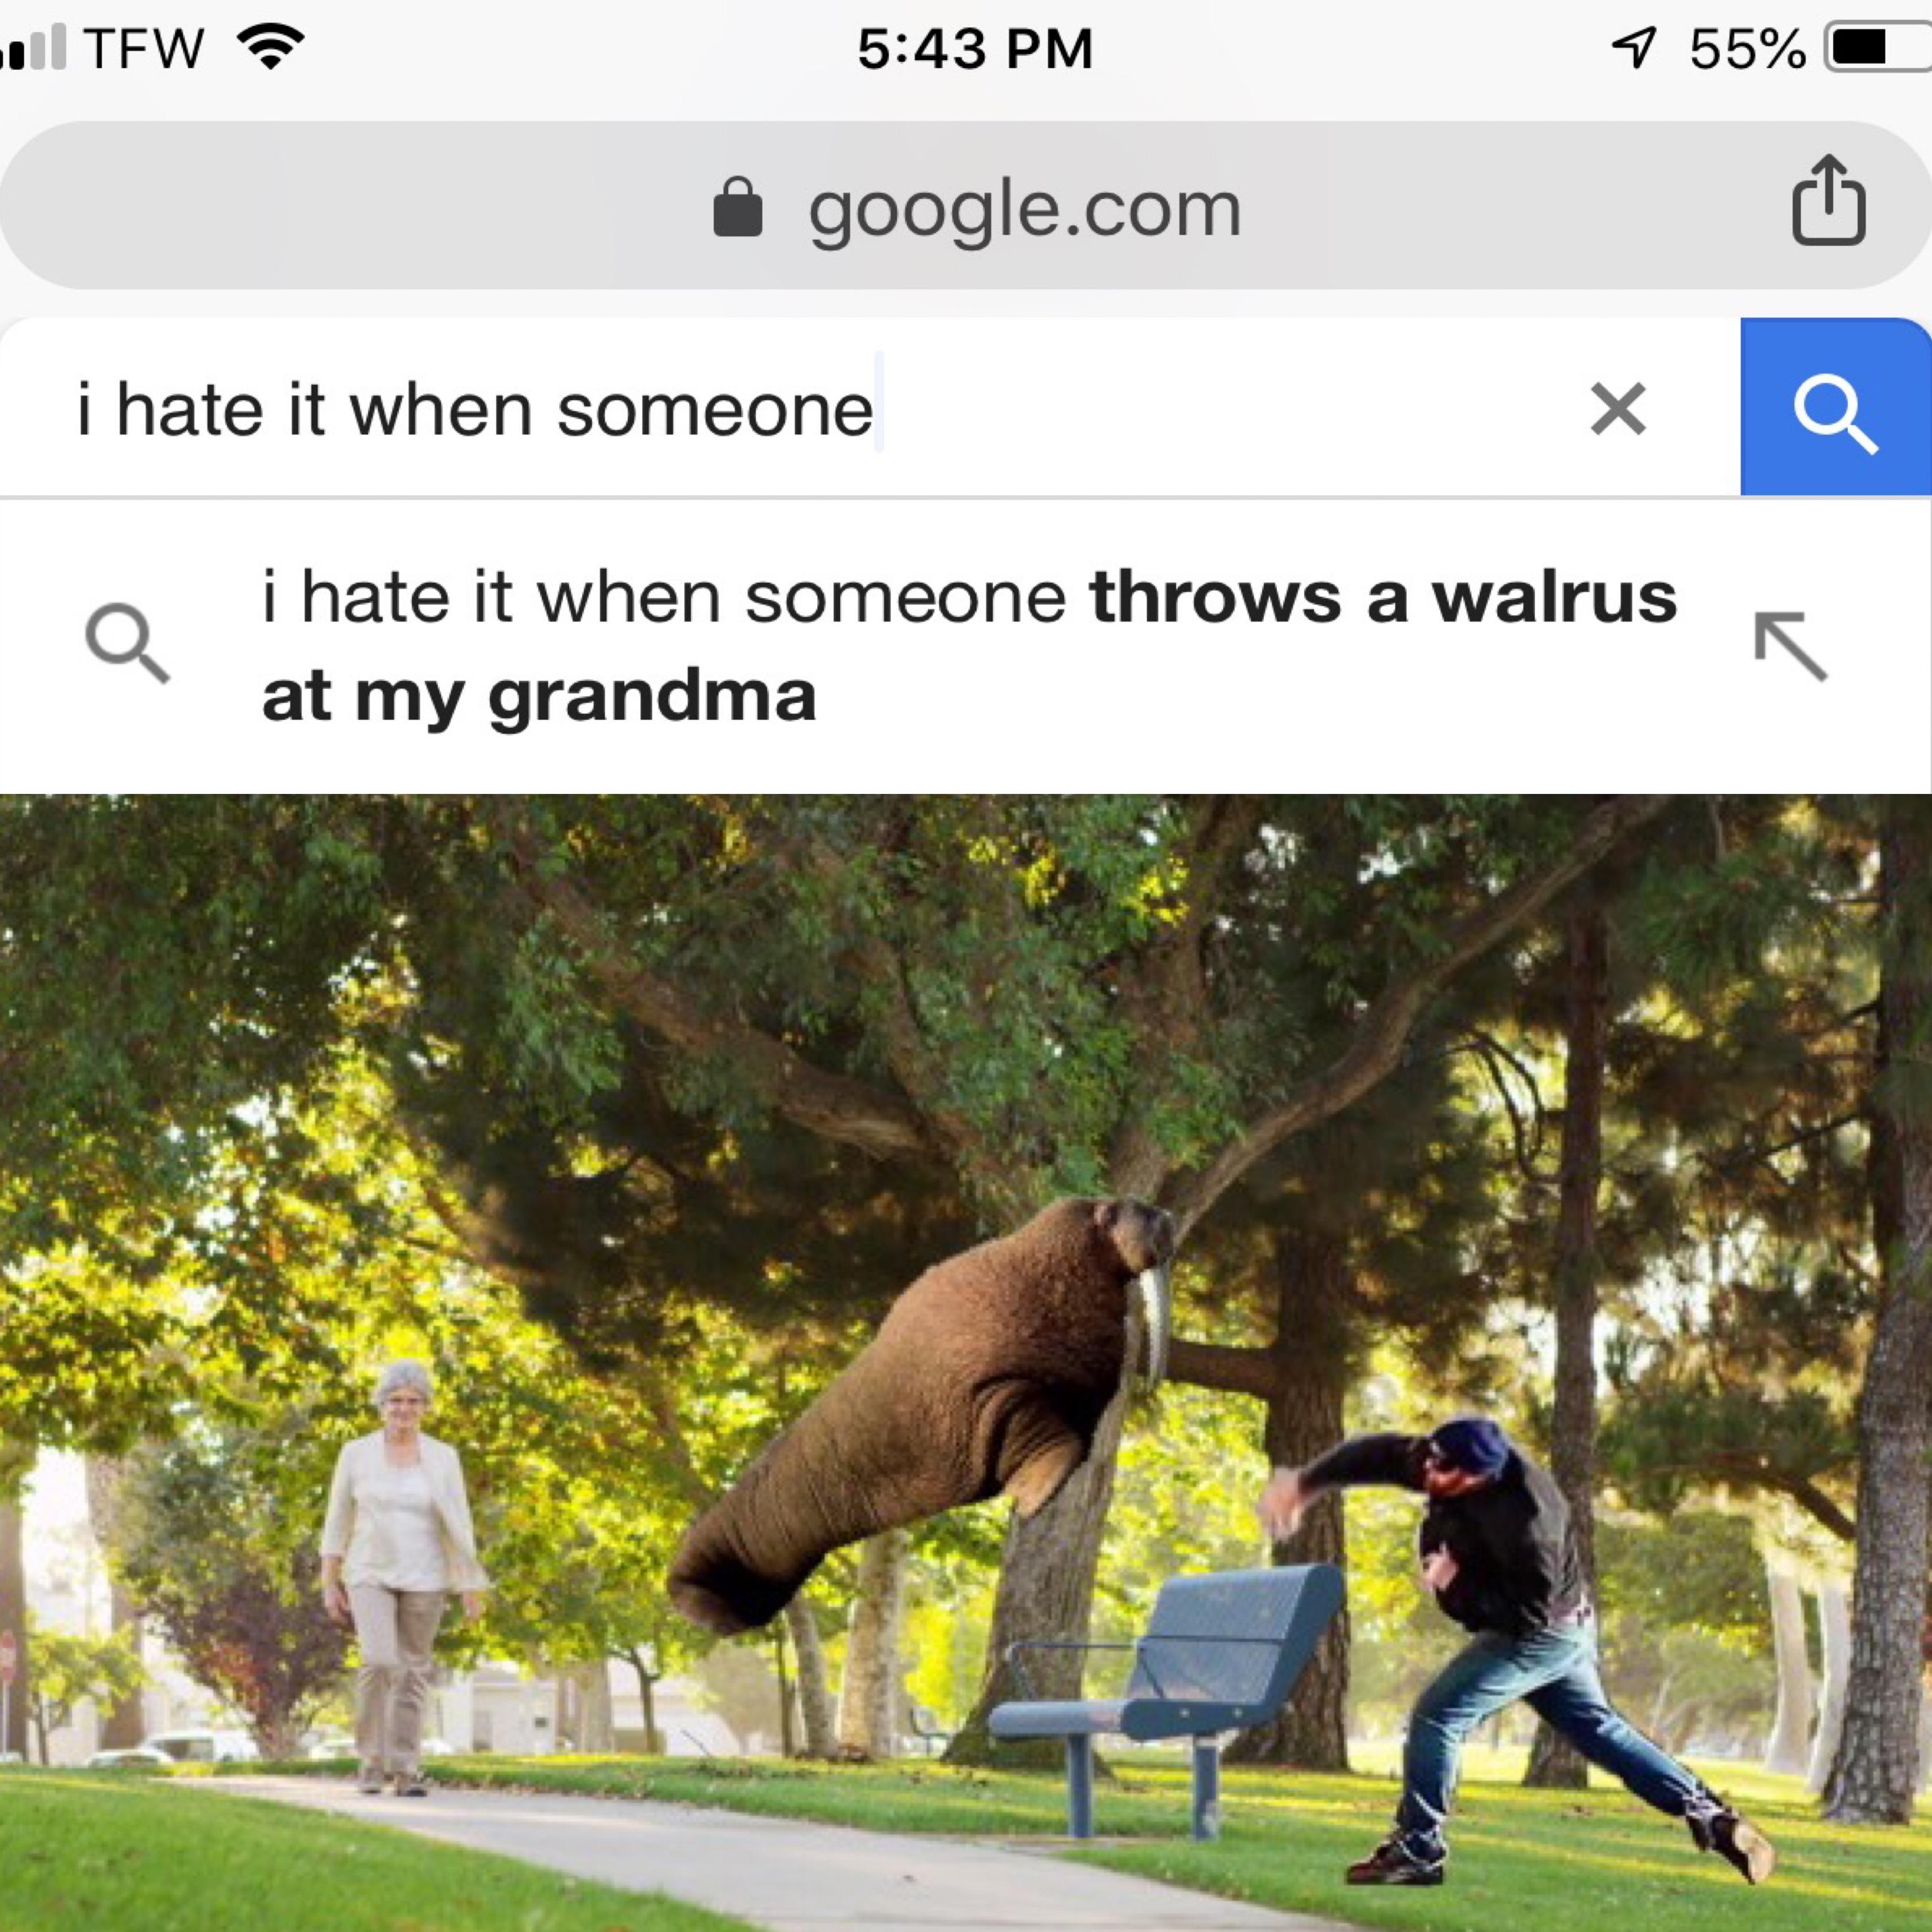 TFW 5:43 PM 55%
google.com
i hate it when someone
i hate it when someone throws a walrus
at my grandma